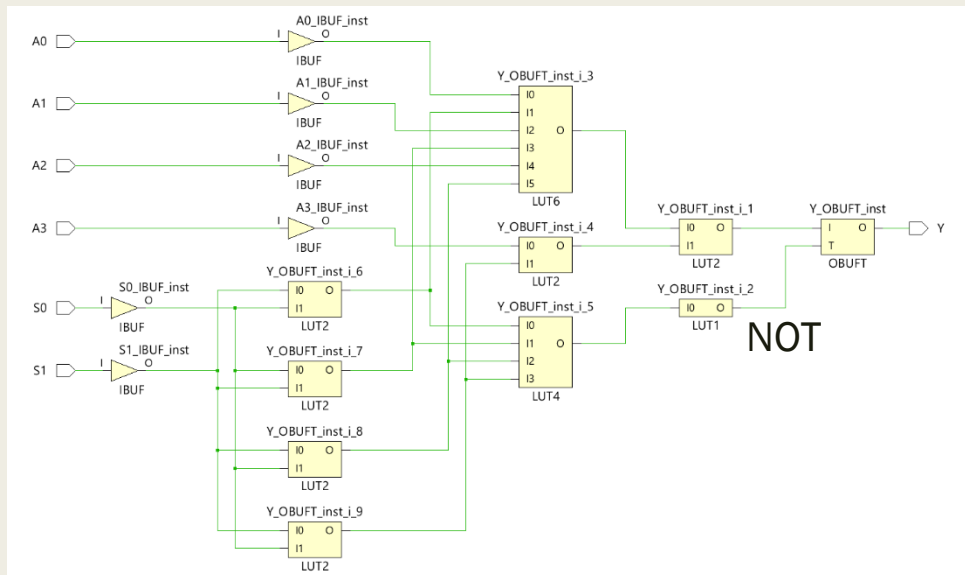 A0_IBUF_inst
A0
I
O
IBUF
A1_IBUF_inst
A1
I
O
IBUF
A2_IBUF_inst
A2
I
O
IBUF
A3_IBUF_inst
A3
I
O
IBUF
S0_IBUF_inst
S0
I
O
IBUF
S1_IBUF_inst
S1
I
O
IBUF
Y_OBUFT_inst_i_6
I0 O
I1
LUT2
Y_OBUFT_inst_i_7
I0 O
I1
LUT2
Y_OBUFT_inst_i_8
I0 O
I1
LUT2
Y_OBUFT_inst_i_9
I0 O
I1
LUT2
Y_OBUFT_inst_i_3
I0
I1
I2 O
I3
I4
I5
LUT6
Y_OBUFT_inst_i_4
I0 O
I1
LUT2
Y_OBUFT_inst_i_5
I0
I1 O
I2
I3
LUT4
Y_OBUFT_inst_i_1
I0 O
I1
LUT2
Y_OBUFT_inst_i_2
I0 O
LUT1
NOT
Y_OBUFT_inst
I O
T
OBUFT
Y